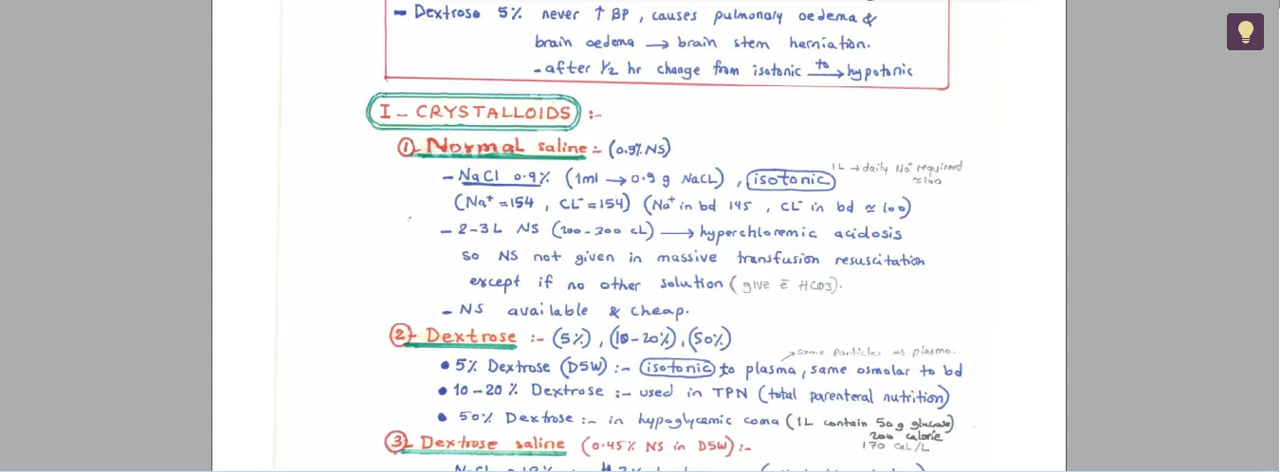 - Dextrose 5% never ↑ BP, causes pulmonary oedema &
brain oedema → brain stem herniation.
- after 1/2 hr change from isotonic to→ hypotonic
I - CRYSTALLOIDS :-
① Normal saline :- (0.9% NS)
1L → daily Na+ required ≃100
- NaCl 0.9% (1ml → 0.9 g NaCl), isotonic
(Na+ = 154, CL- = 154) (Na+ in bd 145, CL- in bd ≃ 100)
- 2-3L NS (200-300 cL) → hyperchloremic acidosis
so NS not given in massive transfusion resuscitation
except if no other solution (give c̄ HCO3).
- NS available & cheap.
② Dextrose :- (5%), (10-20%), (50%)
same particles as plasma.
• 5% Dextrose (D5W) :- isotonic to plasma, same osmolar to bd
• 10-20% Dextrose :- used in TPN (total parenteral nutrition)
• 50% Dextrose :- in hypoglycemic coma (1L contain 50g glucose)
200 calorie
③ Dextrose saline (0.45% NS in D5W) :-
170 cal/L